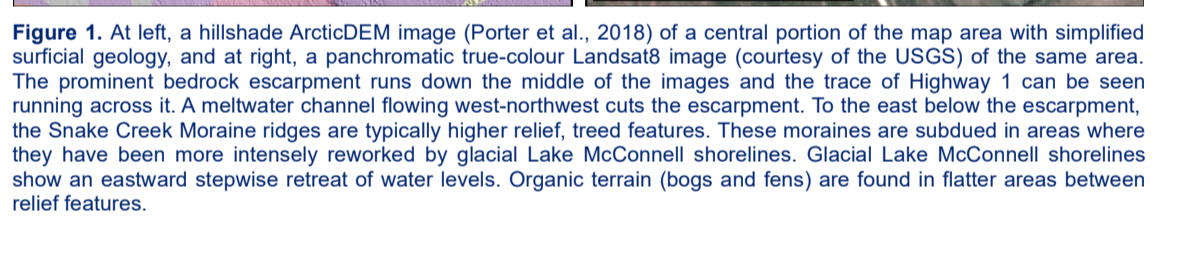 Figure 1. At left, a hillshade ArcticDEM image (Porter et al., 2018) of a central portion of the map area with simplified
surficial geology, and at right, a panchromatic true-colour Landsat8 image (courtesy of the USGS) of the same area.
The prominent bedrock escarpment runs down the middle of the images and the trace of Highway 1 can be seen
running across it. A meltwater channel flowing west-northwest cuts the escarpment. To the east below the escarpment,
the Snake Creek Moraine ridges are typically higher relief, treed features. These moraines are subdued in areas where
they have been more intensely reworked by glacial Lake McConnell shorelines. Glacial Lake McConnell shorelines
show an eastward stepwise retreat of water levels. Organic terrain (bogs and fens) are found in flatter areas between
relief features.